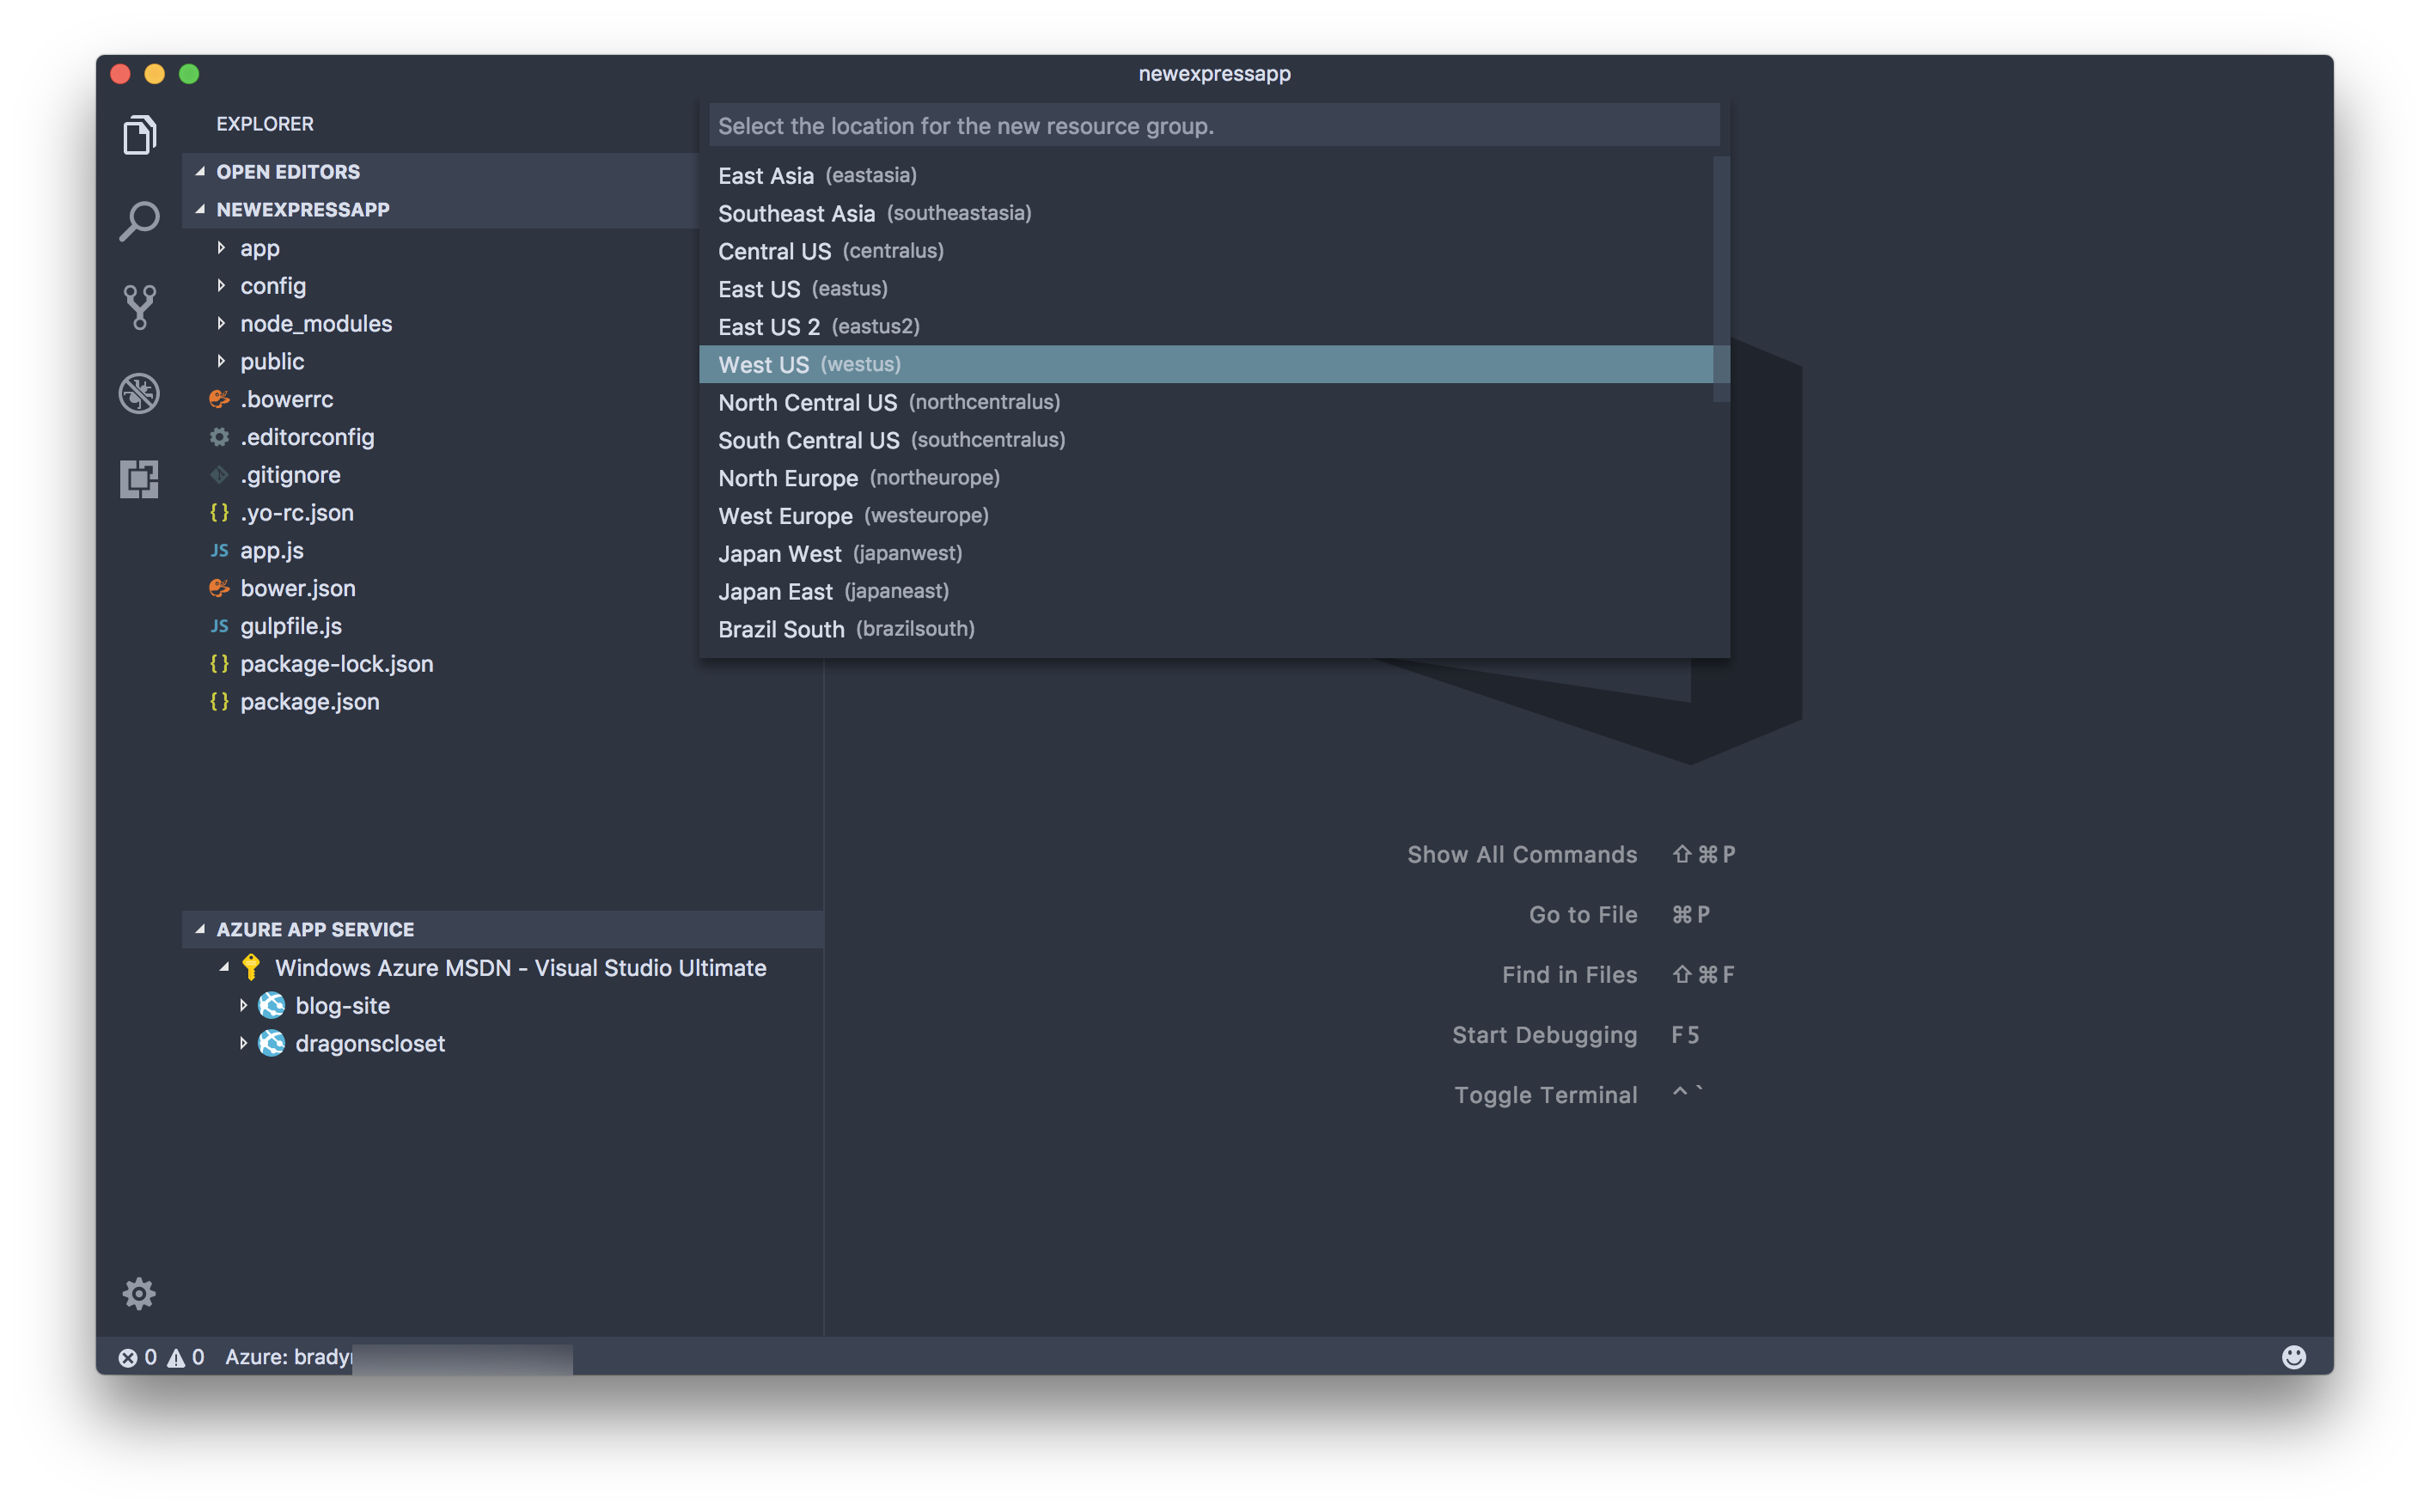 newexpressapp
EXPLORER
OPEN EDITORS
NEWEXPRESSAPP
app
config
node_modules
public
.bowerrc
.editorconfig
.gitignore
{} .yo-rc.json
JS app.js
bower.json
JS gulpfile.js
{} package-lock.json
{} package.json
AZURE APP SERVICE
Windows Azure MSDN - Visual Studio Ultimate
blog-site
dragonscloset
Select the location for the new resource group.
East Asia (eastasia)
Southeast Asia (southeastasia)
Central US (centralus)
East US (eastus)
East US 2 (eastus2)
West US (westus)
North Central US (northcentralus)
South Central US (southcentralus)
North Europe (northeurope)
West Europe (westeurope)
Japan West (japanwest)
Japan East (japaneast)
Brazil South (brazilsouth)
Show All Commands ⇧⌘P
Go to File ⌘P
Find in Files ⇧⌘F
Start Debugging F5
Toggle Terminal ^`
0 0 Azure: